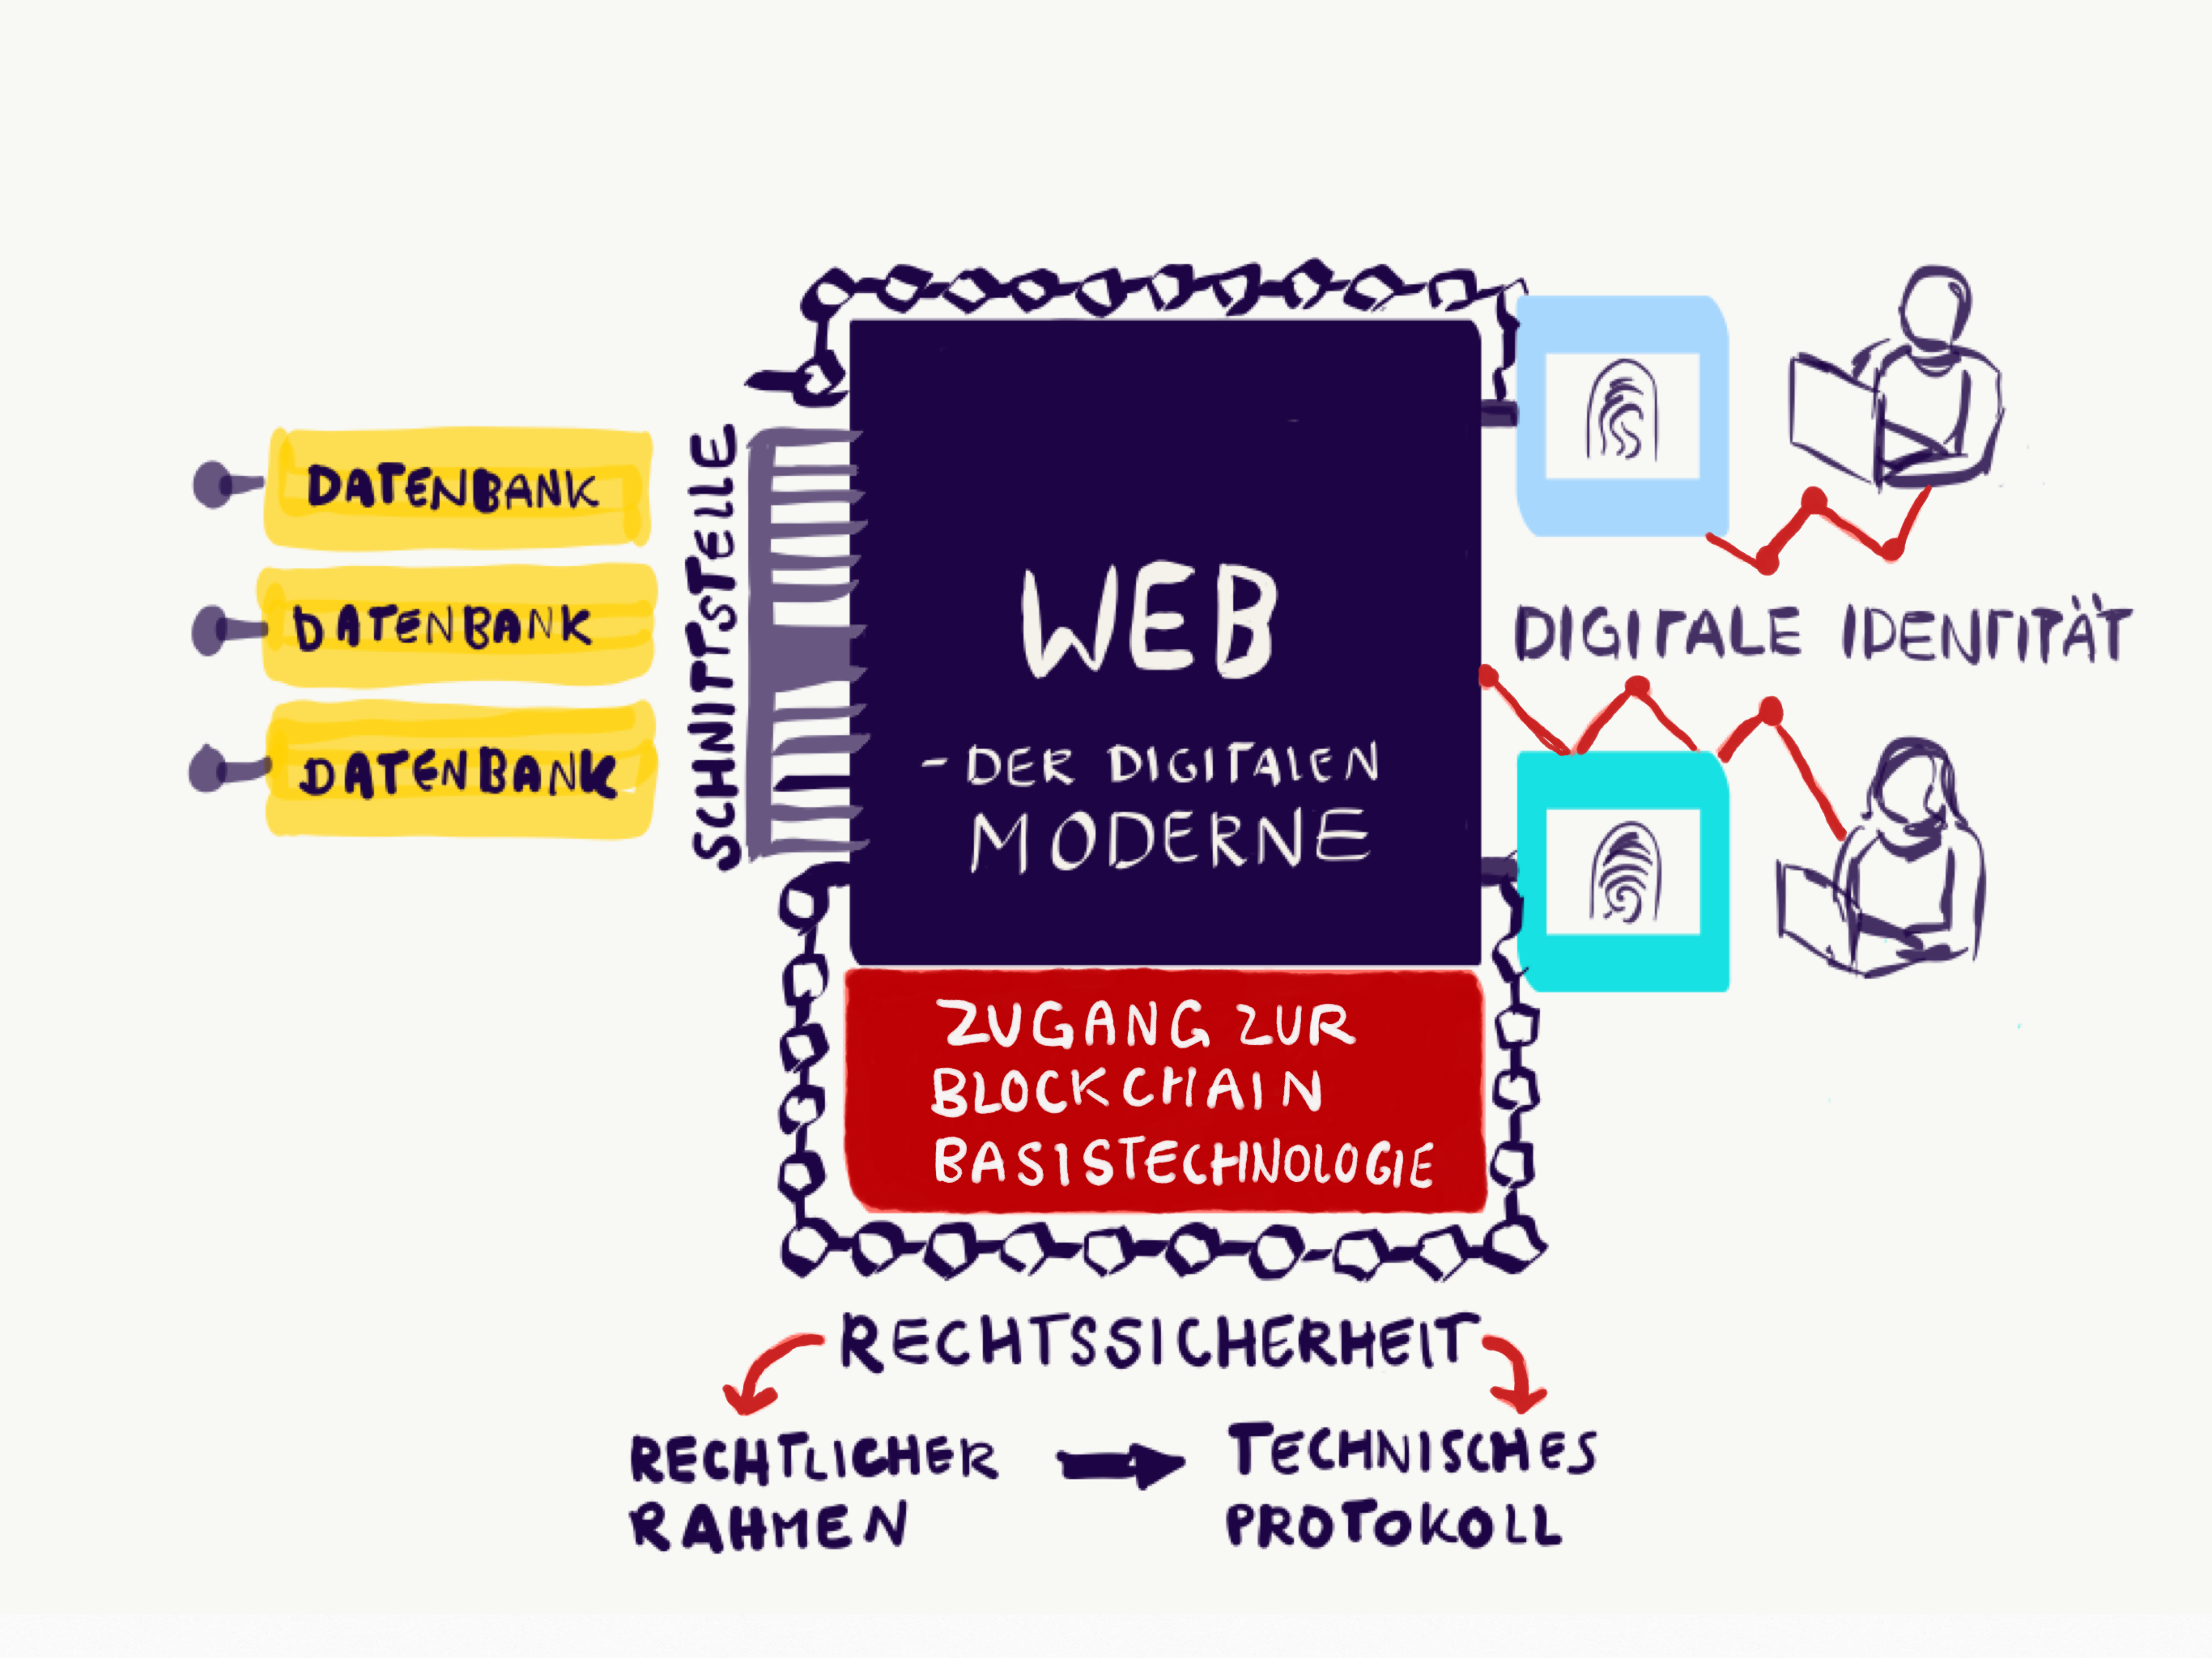 DATENBANK
DATENBANK
DATENBANK
SCHNITTSTELLE
WEB
- DER DIGITALEN
MODERNE
DIGITALE IDENTITÄT
ZUGANG ZUR
BLOCKCHAIN
BASISTECHNOLOGIE
RECHTSSICHERHEIT
RECHTLICHER
RAHMEN
TECHNISCHES
PROTOKOLL